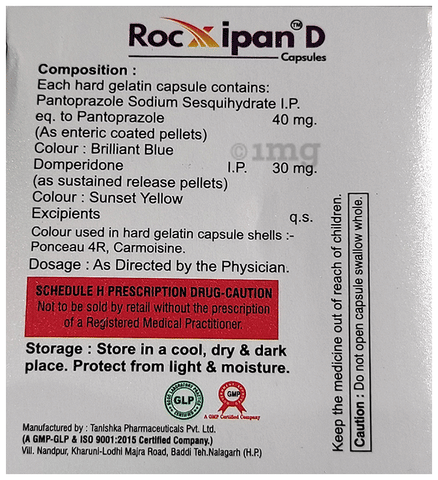 Rocxipan™ D
Capsules
Composition :
Each hard gelatin capsule contains:
Pantoprazole Sodium Sesquihydrate I.P.
eq. to Pantoprazole 40 mg.
(As enteric coated pellets)
Colour : Brilliant Blue
Domperidone I.P. 30 mg.
(as sustained release pellets)
Colour : Sunset Yellow
Excipients q.s.
Colour used in hard gelatin capsule shells :-
Ponceau 4R, Carmoisine.
Dosage : As Directed by the Physician.
SCHEDULE H PRESCRIPTION DRUG-CAUTION
Not to be sold by retail without the prescription
of a Registered Medical Practitioner.
Storage : Store in a cool, dry & dark
place. Protect from light & moisture.
GOOD LABORATORY PRACTICE
GLP
GMP
A GMP Certified Company
Manufactured by : Tanishka Pharmaceuticals Pvt. Ltd.
(A GMP-GLP & ISO 9001:2015 Certified Company.)
Vill. Nandpur, Kharuni-Lodhi Majra Road, Baddi Teh.Nalagarh (H.P.)
Keep the medicine out of reach of children.
Caution : Do not open capsule swallow whole.
© 1mg